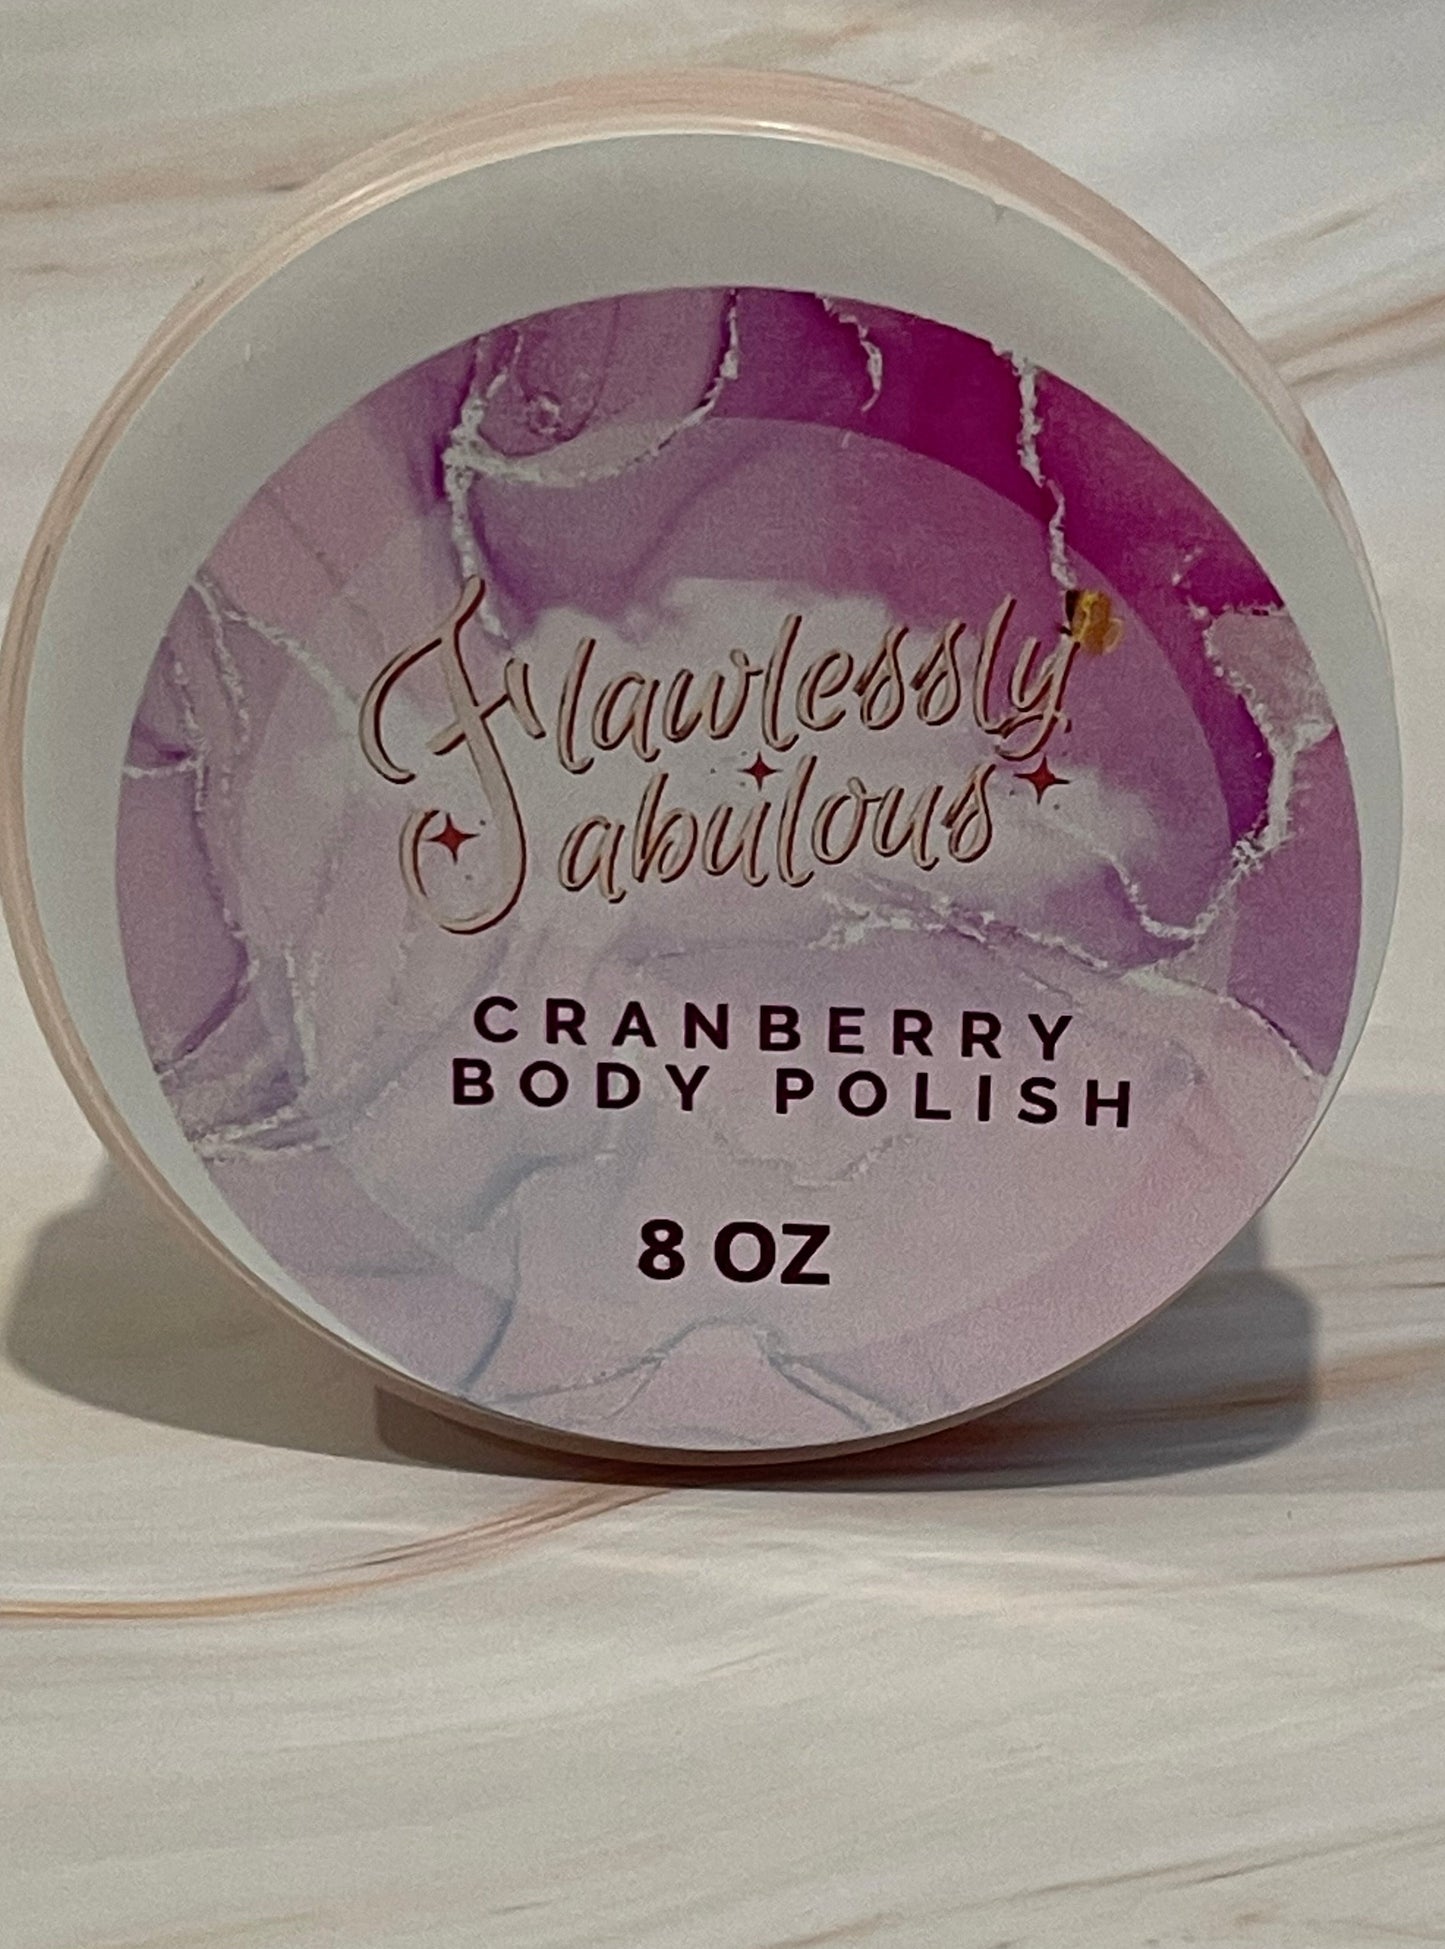 Flawlessly
Fabulous
CRANBERRY
BODY POLISH
8 OZ